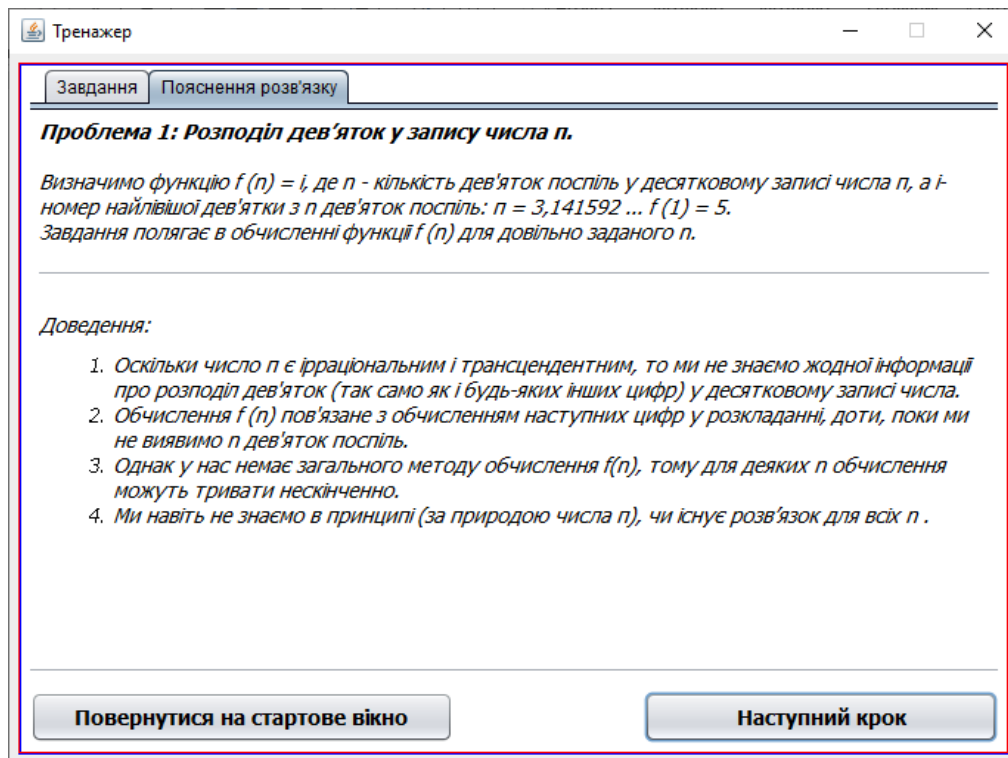 Тренажер
Завдання Пояснення розв'язку
Проблема 1: Розподіл дев’яток у запису числа π.
Визначимо функцію f (n) = i, де n - кількість дев'яток поспіль у десятковому записі числа π, а i-
номер найлівішої дев'ятки з n дев'яток поспіль: π = 3,141592 ... f (1) = 5.
Завдання полягає в обчисленні функції f (n) для довільно заданого n.
Доведення:
1. Оскільки число π є ірраціональним і трансцендентним, то ми не знаємо жодної інформації
про розподіл дев'яток (так само як і будь-яких інших цифр) у десятковому записі числа.
2. Обчислення f (n) пов'язане з обчисленням наступних цифр у розкладанні, доти, поки ми
не виявимо n дев'яток поспіль.
3. Однак у нас немає загального методу обчислення f(n), тому для деяких n обчислення
можуть тривати нескінченно.
4. Ми навіть не знаємо в принципі (за природою числа π), чи існує розв’язок для всіх n .
Повернутися на стартове вікно Наступний крок